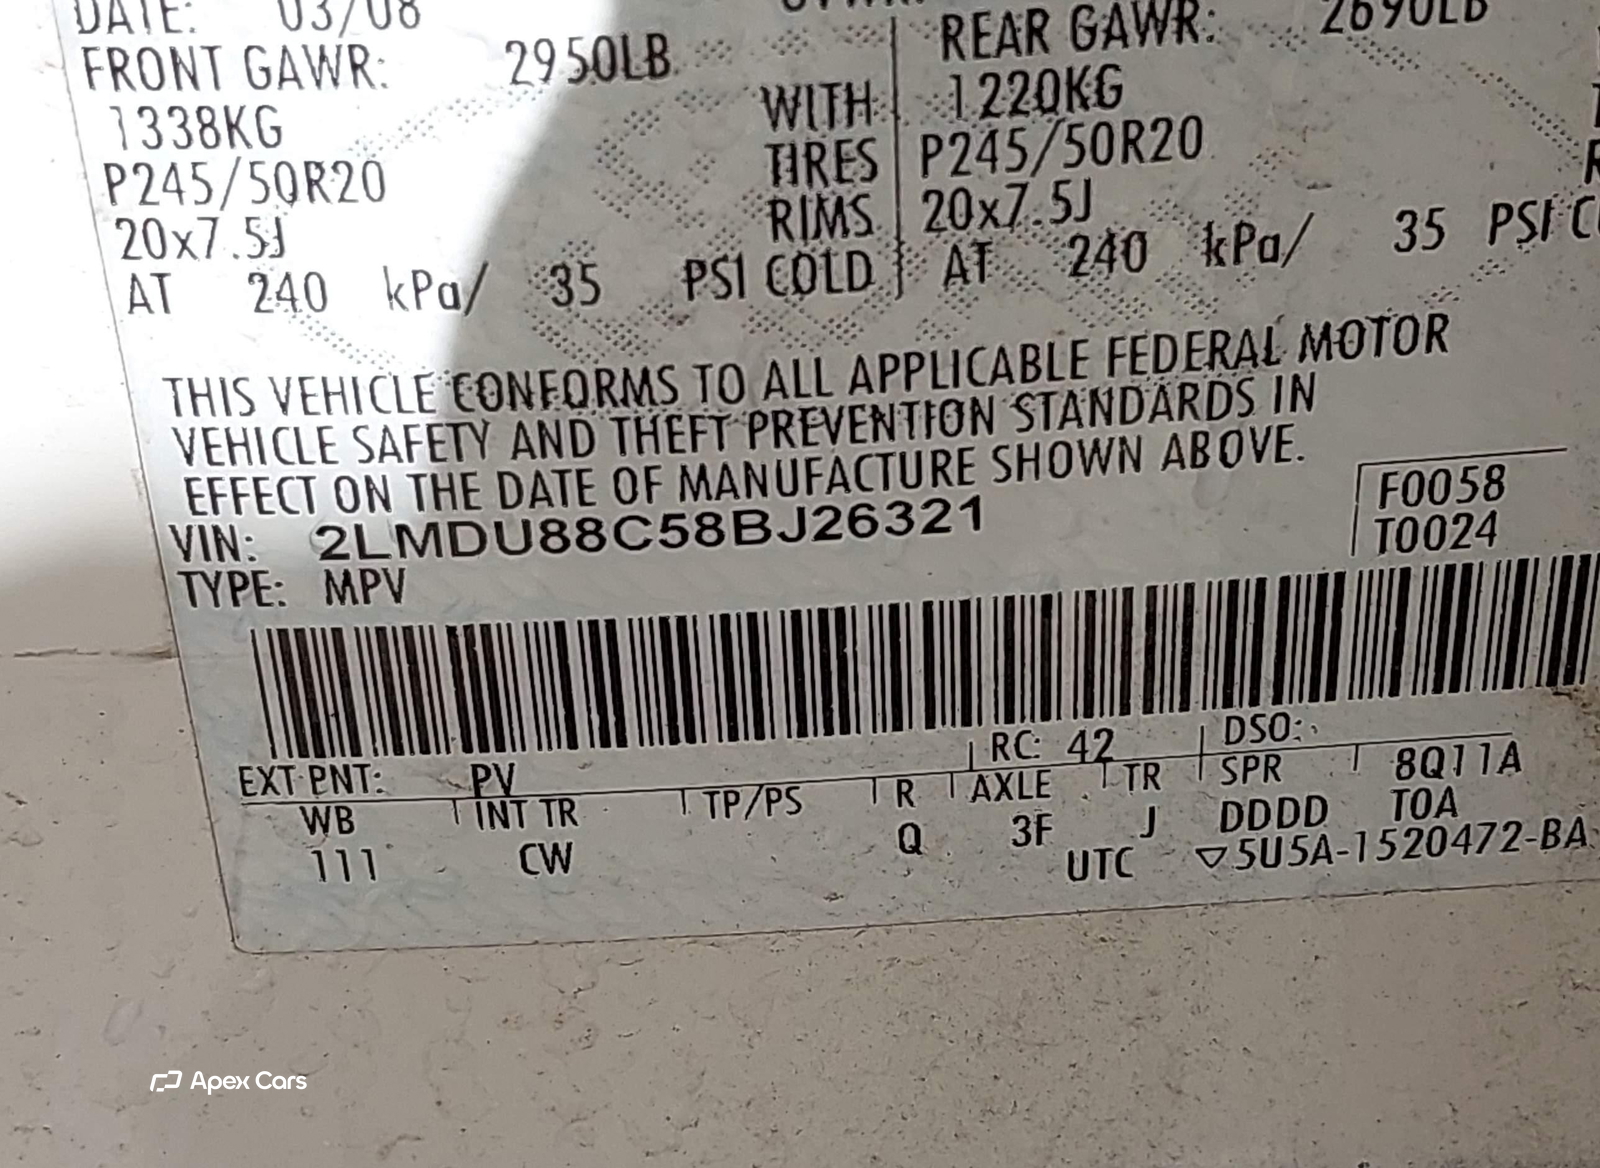 DATE: 03/08
FRONT GAWR: 2950LB REAR GAWR: 2690LB
1338KG WITH 1220KG
P245/50R20 TIRES P245/50R20
20x7.5J RIMS 20x7.5J
AT 240 kPa/ 35 PSI COLD AT 240 kPa/ 35 PSI
THIS VEHICLE CONFORMS TO ALL APPLICABLE FEDERAL MOTOR
VEHICLE SAFETY AND THEFT PREVENTION STANDARDS IN
EFFECT ON THE DATE OF MANUFACTURE SHOWN ABOVE.
VIN: 2LMDU88C58BJ26321
F0058
T0024
TYPE: MPV
EXT PNT: PV RC: 42 DSO:
WB INT TR TP/PS R AXLE TR SPR 8Q11A
111 CW Q 3F J DDDD T0A
UTC ▽5U5A-1520472-BA
Apex Cars